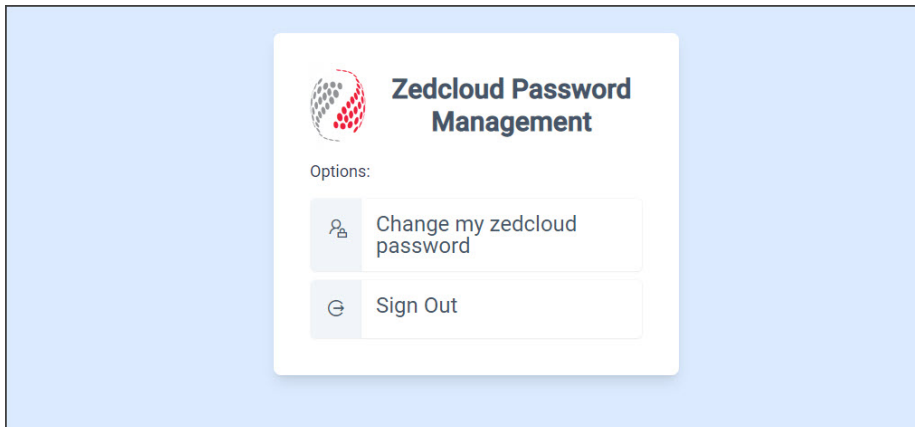 Zedcloud Password
Management
Options:
Change my zedcloud
password
Sign Out